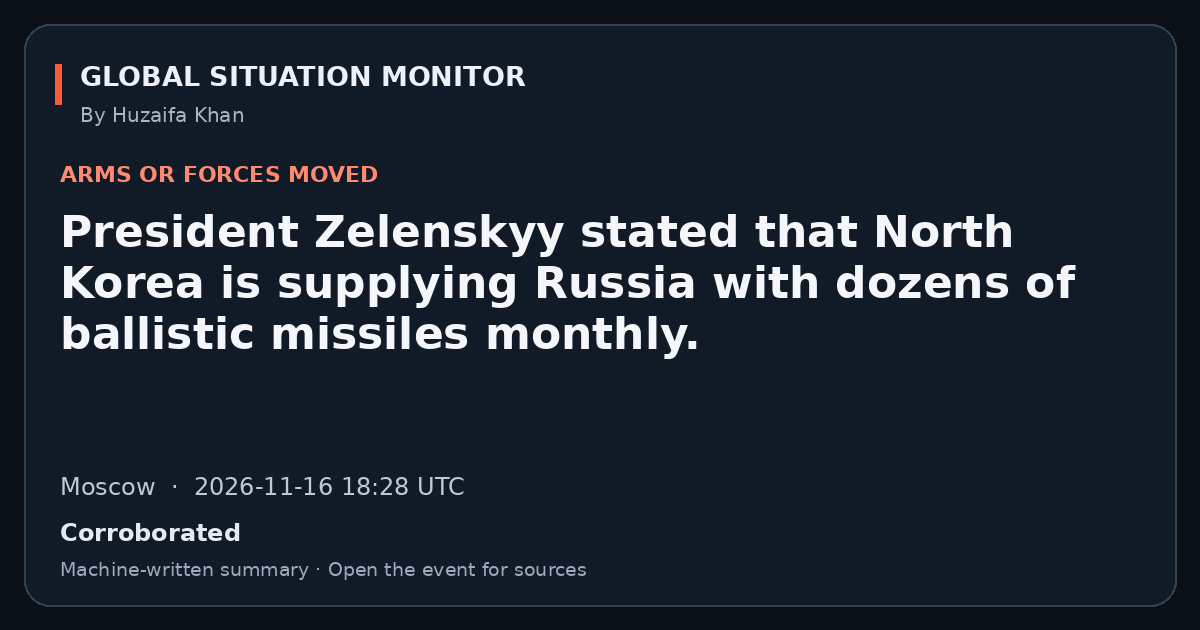 GLOBAL SITUATION MONITOR
By Huzaifa Khan
ARMS OR FORCES MOVED
President Zelenskyy stated that North
Korea is supplying Russia with dozens of
ballistic missiles monthly.
Moscow · 2026-11-16 18:28 UTC
Corroborated
Machine-written summary · Open the event for sources